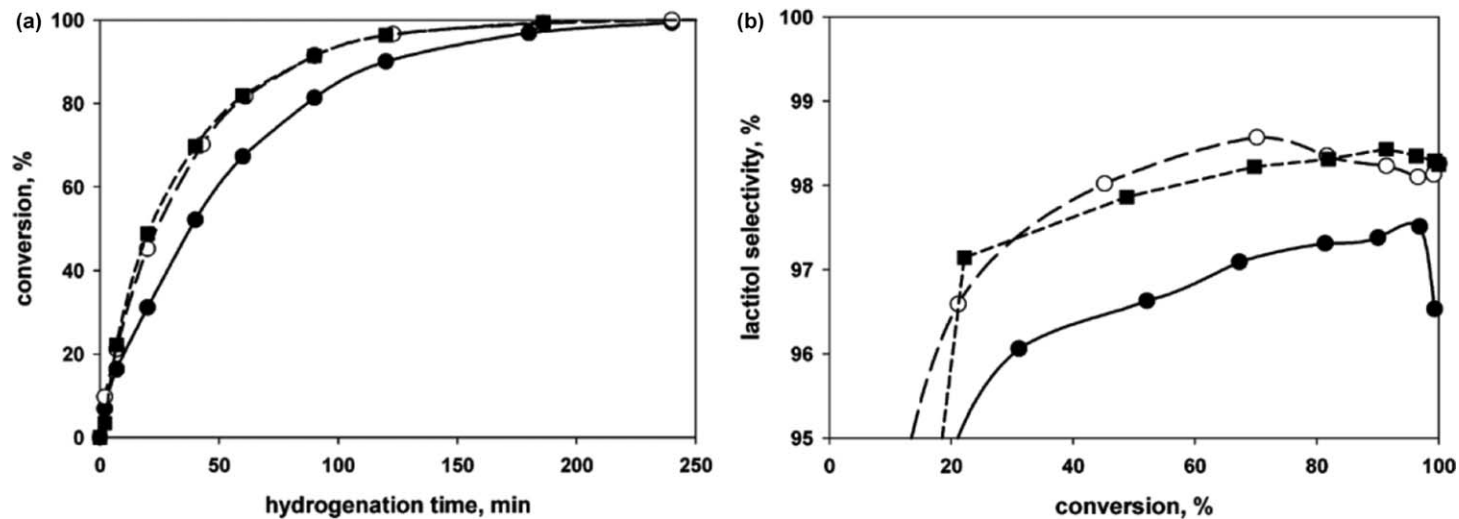 (a)
100
80
60
40
20
0
conversion, %
0 50 100 150 200 250
hydrogenation time, min
(b)
100
99
98
97
96
95
lactitol selectivity, %
0 20 40 60 80 100
conversion, %